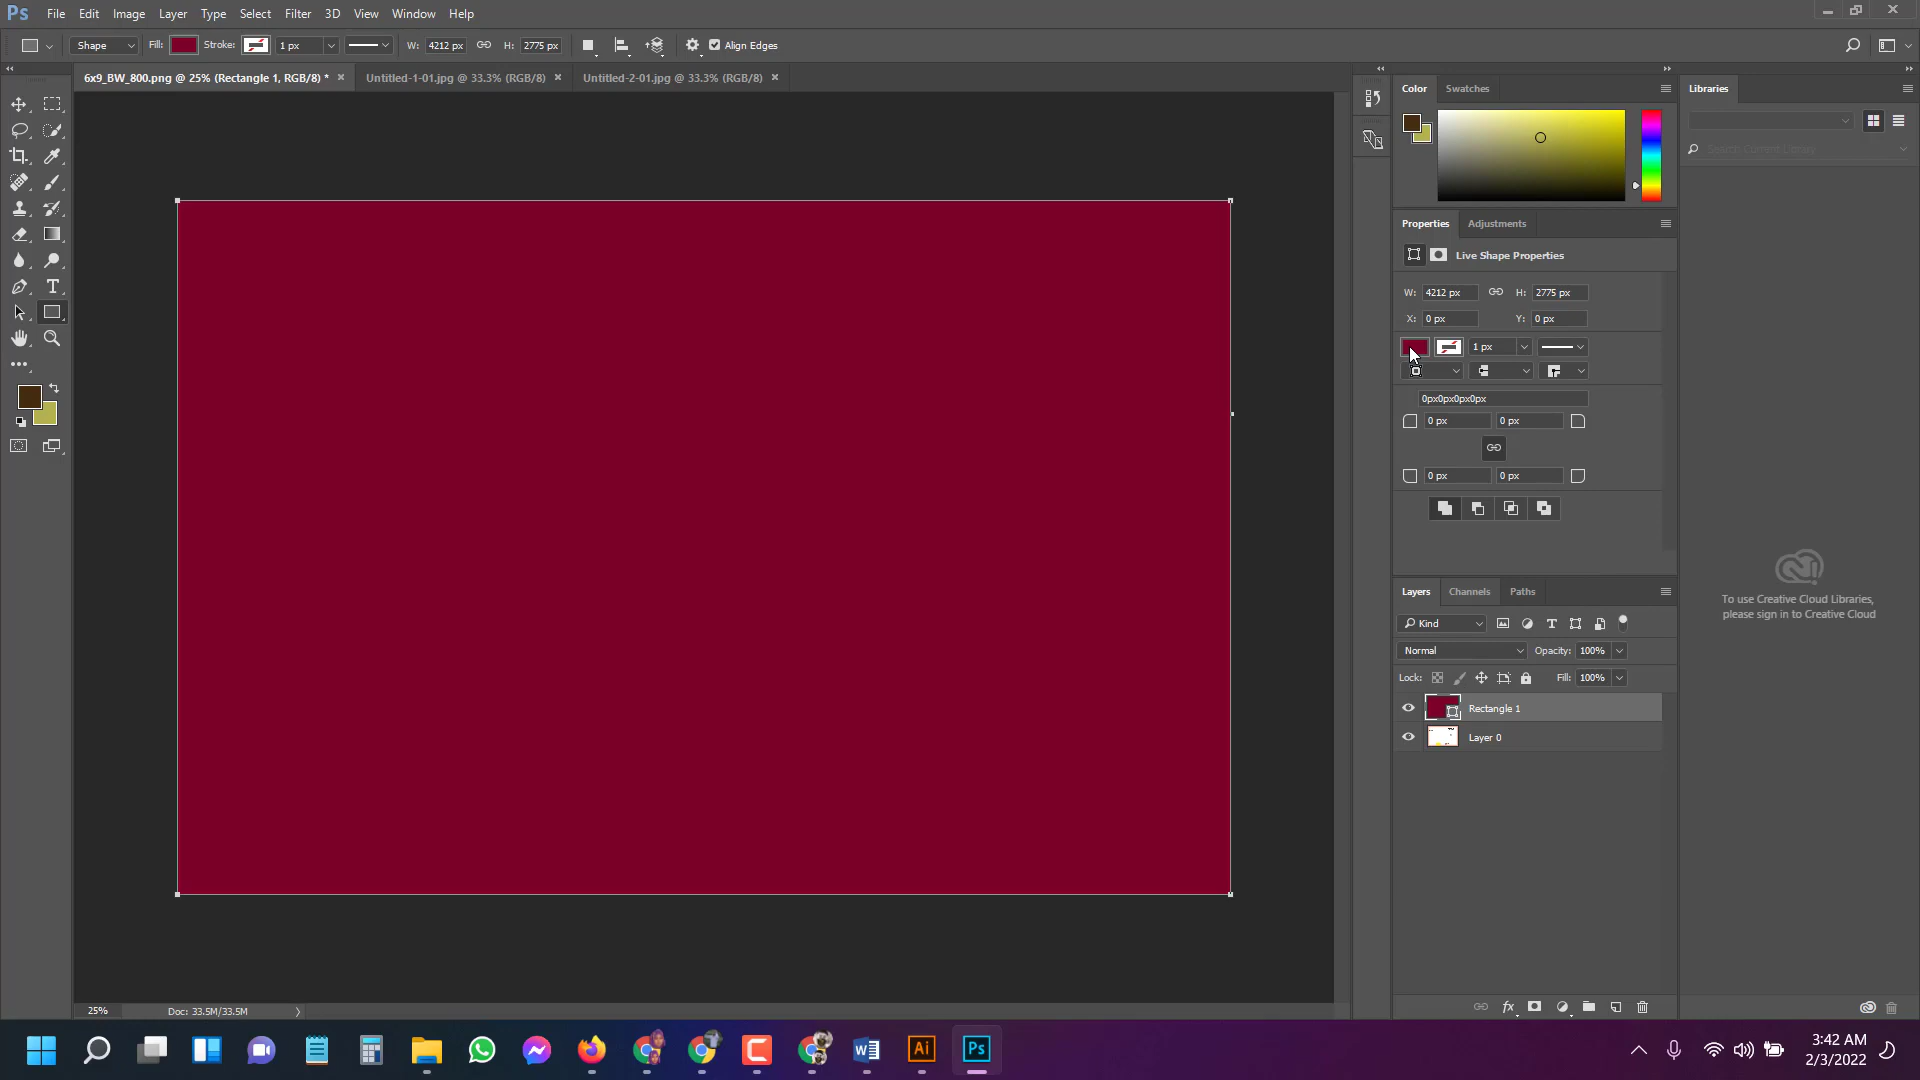 Ps File Edit Image Layer Type Select Filter 3D View Window Help
Shape Fill: Stroke: 1 px W: 4212 px H: 2775 px Align Edges
6x9_BW_800.png @ 25% (Rectangle 1, RGB/8) * Untitled-1-01.jpg @ 33.3% (RGB/8) Untitled-2-01.jpg @ 33.3% (RGB/8)
Color Swatches
Libraries
Search Current Library
Properties Adjustments
Live Shape Properties
W: 4212 px H: 2775 px
X: 0 px Y: 0 px
1 px
0px0px0px0px
0 px 0 px
0 px 0 px
To use Creative Cloud Libraries,
please sign in to Creative Cloud
Layers Channels Paths
Kind
Normal Opacity: 100%
Lock: Fill: 100%
Rectangle 1
Layer 0
25% Doc: 33.5M/33.5M
Ai Ps
3:42 AM
2/3/2022